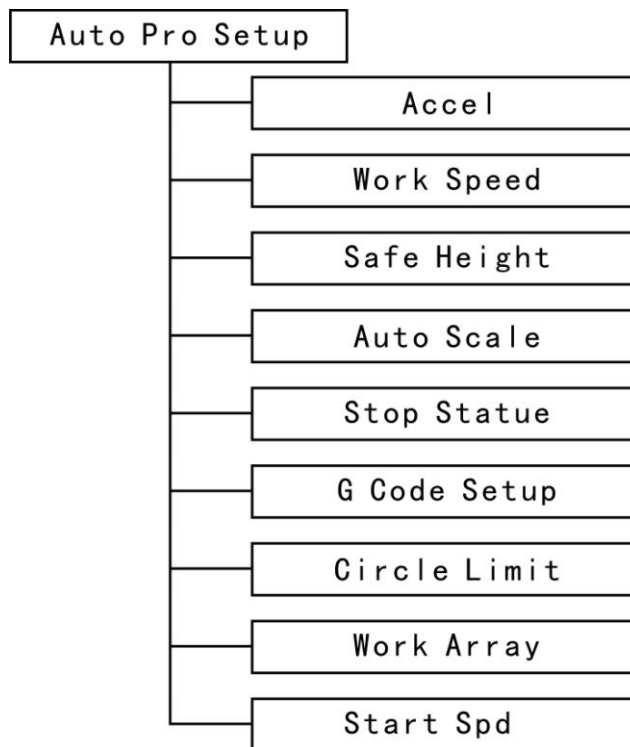 Auto Pro Setup
Accel
Work Speed
Safe Height
Auto Scale
Stop Statue
G Code Setup
Circle Limit
Work Array
Start Spd